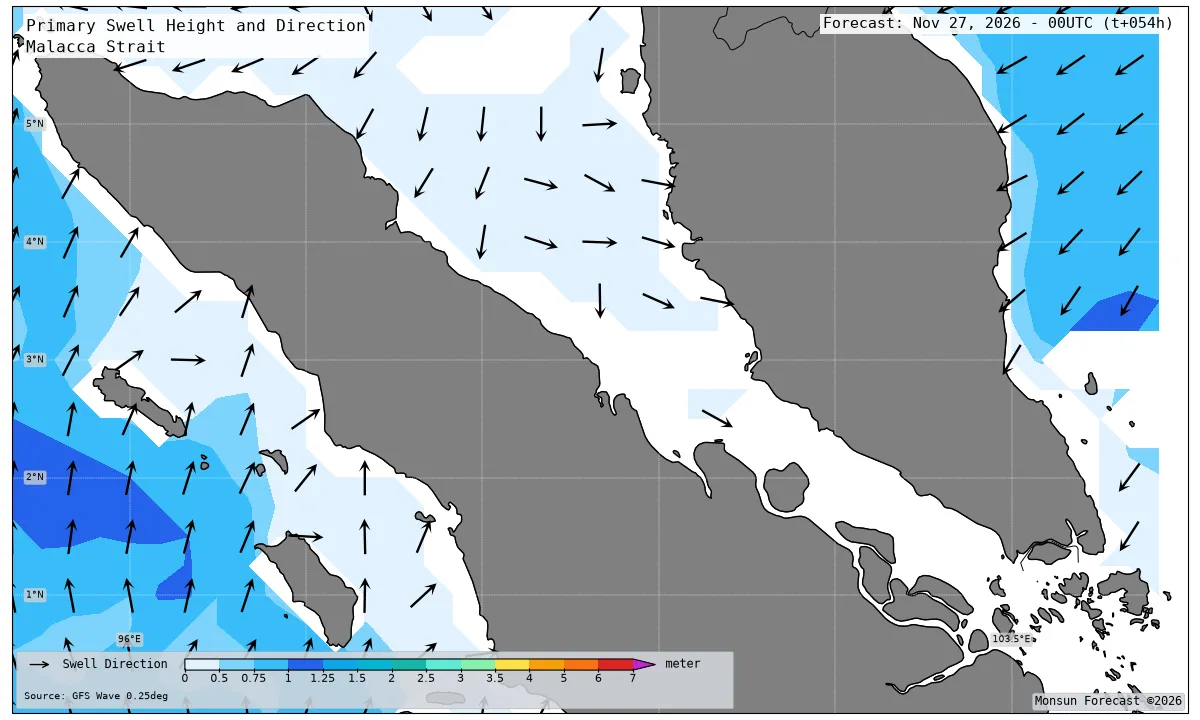 Primary Swell Height and Direction
Malacca Strait
Forecast: Nov 27, 2026 - 00UTC (t+054h)
5°N
4°N
3°N
2°N
1°N
96°E
103.5°E
Swell Direction
meter
0 0.5 0.75 1 1.25 1.5 2 2.5 3 3.5 4 5 6 7
Source: GFS Wave 0.25deg
Monsun Forecast ©2026